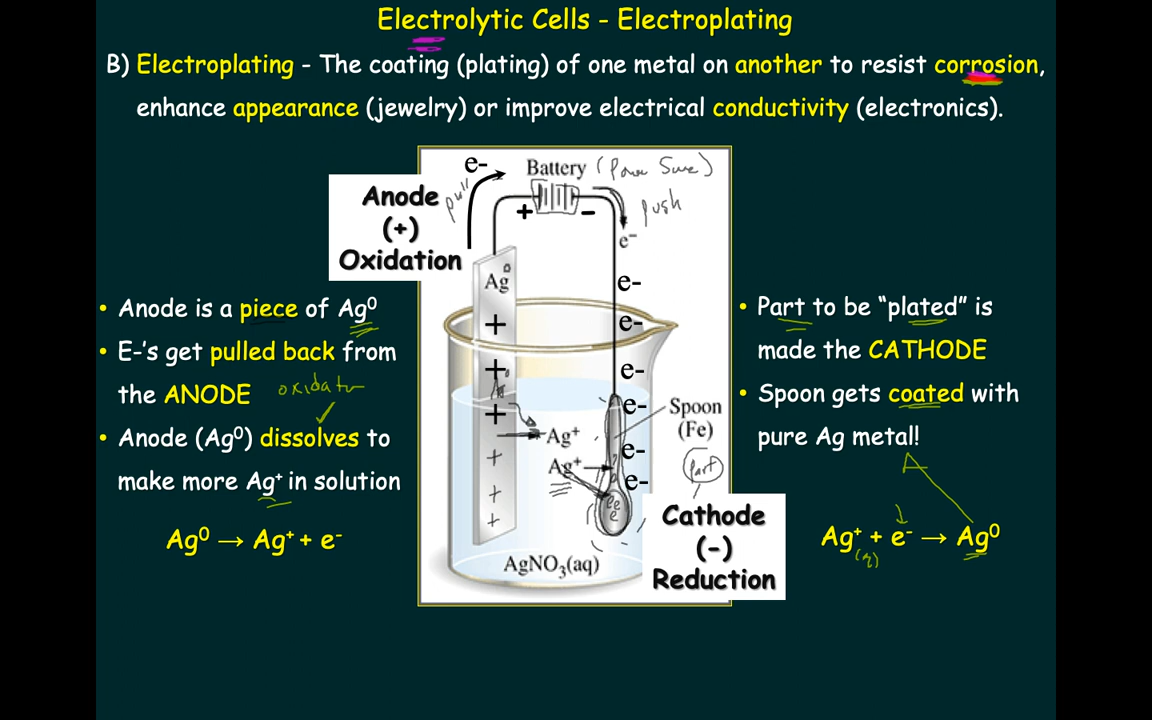 Electrolytic Cells - Electroplating
B) Electroplating - The coating (plating) of one metal on another to resist corrosion,
enhance appearance (jewelry) or improve electrical conductivity (electronics).
Anode
(+)
Oxidation
• Anode is a piece of Ag⁰
• E-'s get pulled back from
the ANODE
• Anode (Ag⁰) dissolves to
make more Ag⁺ in solution
Ag⁰ → Ag⁺ + e⁻
e-
pull
Battery (Power
+ -
push
e⁻
Ag⁰
e-
+ e-
+ e-
+ e-
Ag⁺
+ e-
Ag⁺
+ e-
+
ee
e
Spoon
(Fe)
(part)
AgNO₃(aq)
Cathode
(-)
Reduction
• Part to be “plated” is
made the CATHODE
• Spoon gets coated with
pure Ag metal!
Ag⁺ + e⁻ → Ag⁰